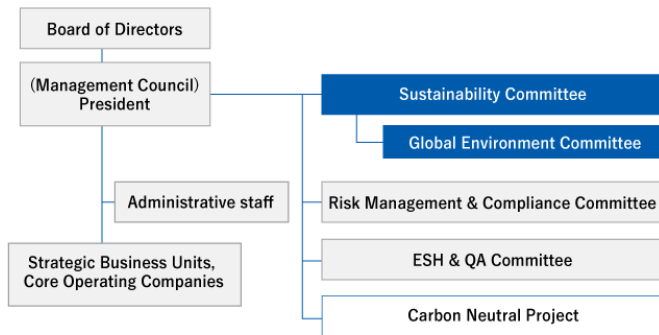 Board of Directors
(Management Council)
President
Sustainability Committee
Global Environment Committee
Administrative staff
Risk Management & Compliance Committee
Strategic Business Units,
Core Operating Companies
ESH & QA Committee
Carbon Neutral Project